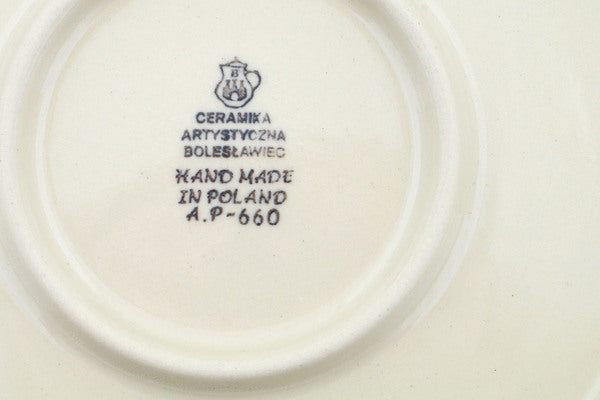 B
CERAMIKA
ARTYSTYCZNA
BOLESŁAWIEC
HAND MADE
IN POLAND
A.P-660